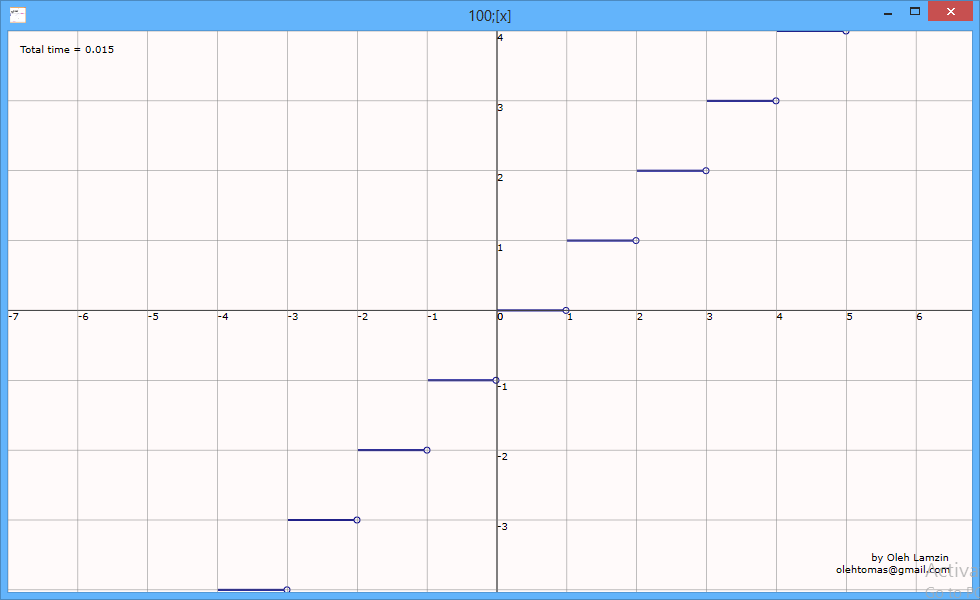 100;[x]
Total time = 0.015
4
3
2
1
-7 -6 -5 -4 -3 -2 -1 0 1 2 3 4 5 6
-1
-2
-3
by Oleh Lamzin
olehtomas@gmail.com